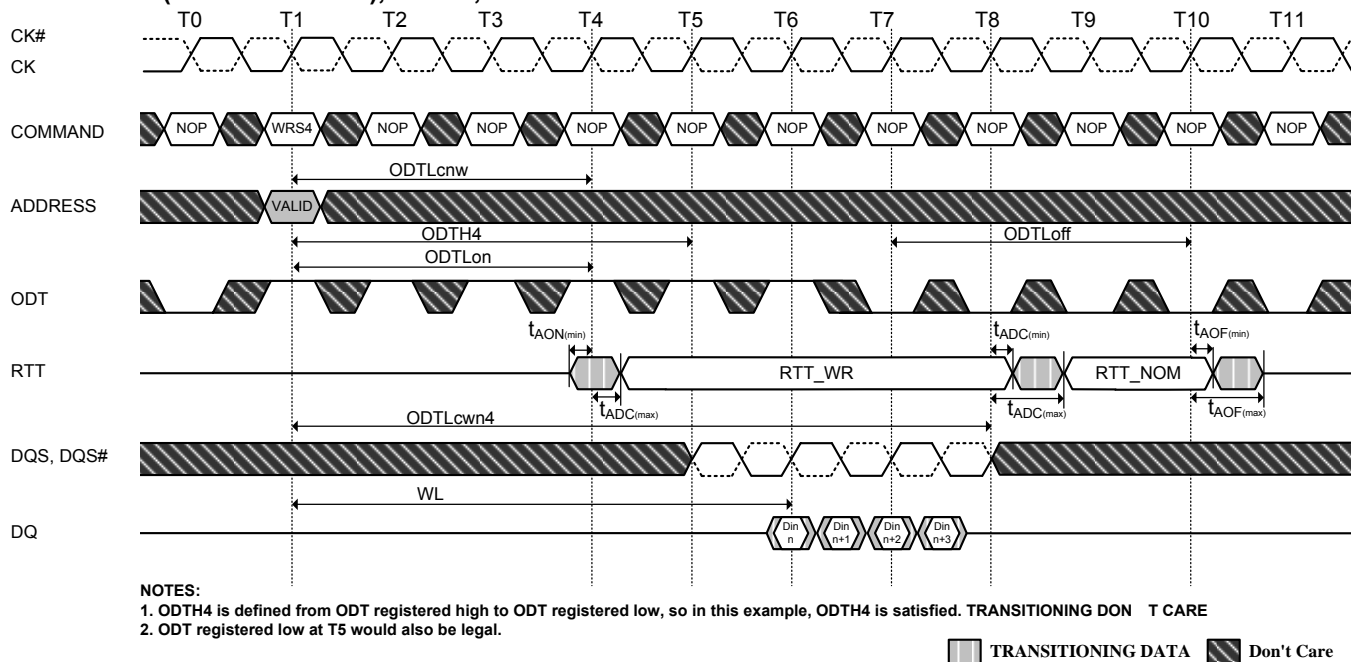 T0 T1 T2 T3 T4 T5 T6 T7 T8 T9 T10 T11
CK#
CK
COMMAND NOP WRS4 NOP NOP NOP NOP NOP NOP NOP NOP NOP NOP
ODTLcnw
ADDRESS VALID
ODTH4 ODTLoff
ODTLon
ODT
tAON(min) tADC(min) tAOF(min)
RTT RTT_WR RTT_NOM
tADC(max) tADC(max) tAOF(max)
ODTLcwn4
DQS, DQS#
WL
DQ Din n Din n+1 Din n+2 Din n+3
NOTES:
1. ODTH4 is defined from ODT registered high to ODT registered low, so in this example, ODTH4 is satisfied. TRANSITIONING DON T CARE
2. ODT registered low at T5 would also be legal.
TRANSITIONING DATA Don't Care